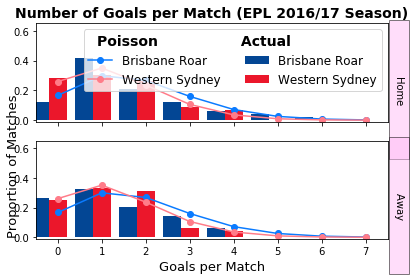 Number of Goals per Match (EPL 2016/17 Season)
Poisson Actual
Brisbane Roar Brisbane Roar
Western Sydney Western Sydney
0.6
0.4
0.2
0.0
Home
Proportion of Matches
0.6
0.4
0.2
0.0
Away
0 1 2 3 4 5 6 7
Goals per Match